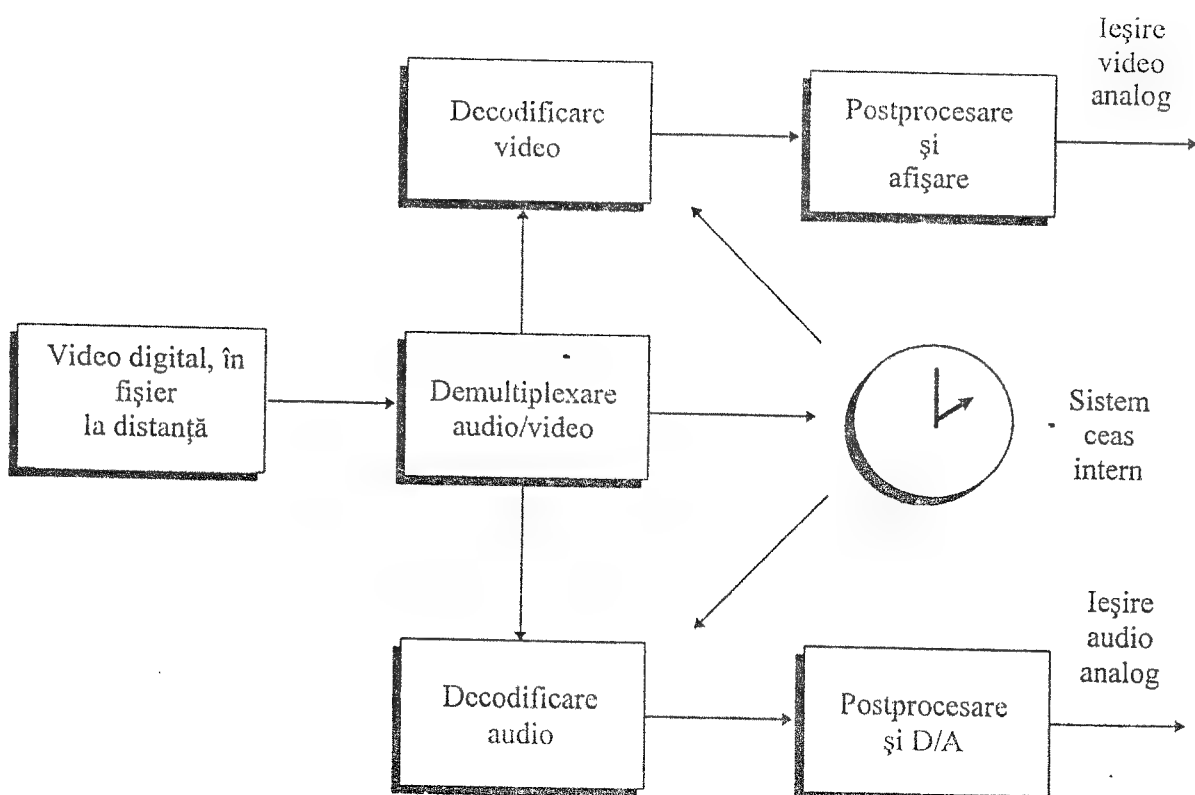 Ieşire
video
analog
Decodificare
video
Postprocesare
şi
afişare
Video digital, în
fişier
la distanţă
Demultiplexare
audio/video
Sistem
ceas
intern
Ieşire
audio
analog
Decodificare
audio
Postprocesare
şi D/A